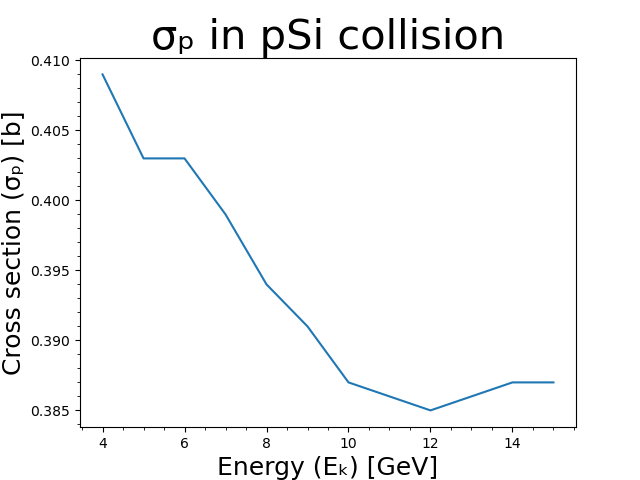 σₚ in pSi collision
Cross section (σₚ) [b]
0.410
0.405
0.400
0.395
0.390
0.385
4 6 8 10 12 14
Energy (Eₖ) [GeV]